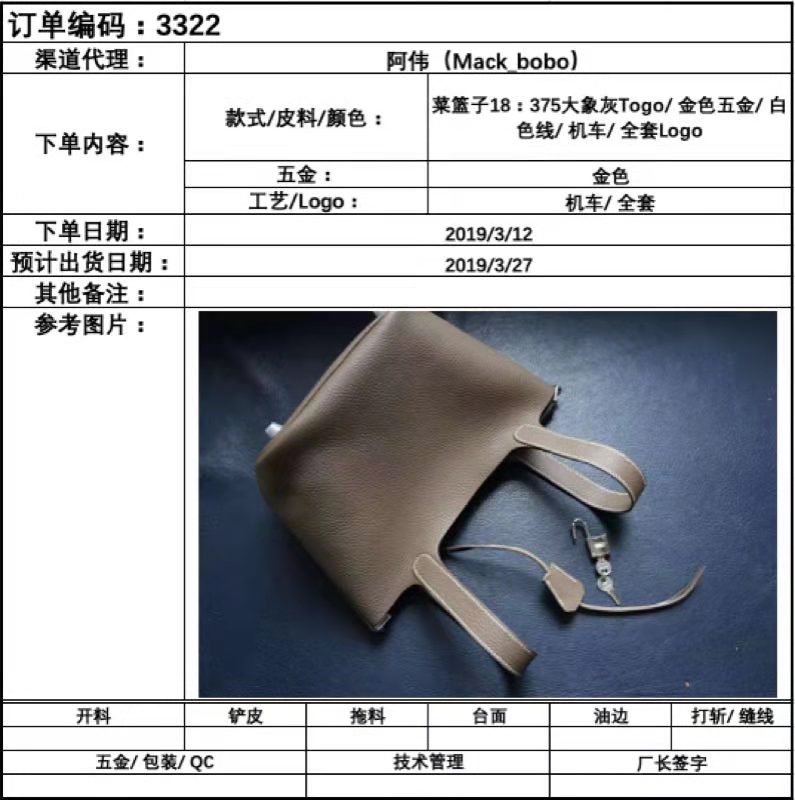 订单编码：3322
渠道代理：
阿伟（Mack_bobo）
下单内容：
款式/皮料/颜色：
菜篮子18：375大象灰Togo/ 金色五金/ 白
色线/ 机车/ 全套Logo
五金：
金色
工艺/Logo：
机车/ 全套
下单日期：
2019/3/12
预计出货日期：
2019/3/27
其他备注：
参考图片：
开料
铲皮
拖料
台面
油边
打斩/ 缝线
五金/ 包装/ QC
技术管理
厂长签字